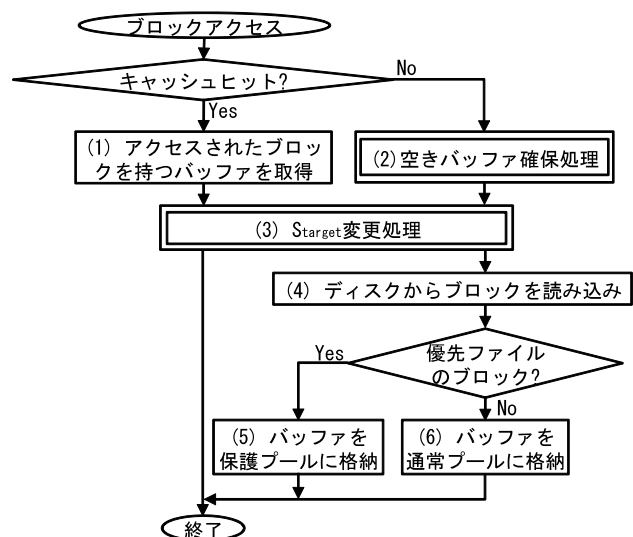 ブロックアクセス
キャッシュヒット?
No
Yes
(1) アクセスされたブロッ
クを持つバッファを取得
(2)空きバッファ確保処理
(3) Starget変更処理
(4) ディスクからブロックを読み込み
Yes
優先ファイル
のブロック?
No
(5) バッファを
保護プールに格納
(6) バッファを
通常プールに格納
終了